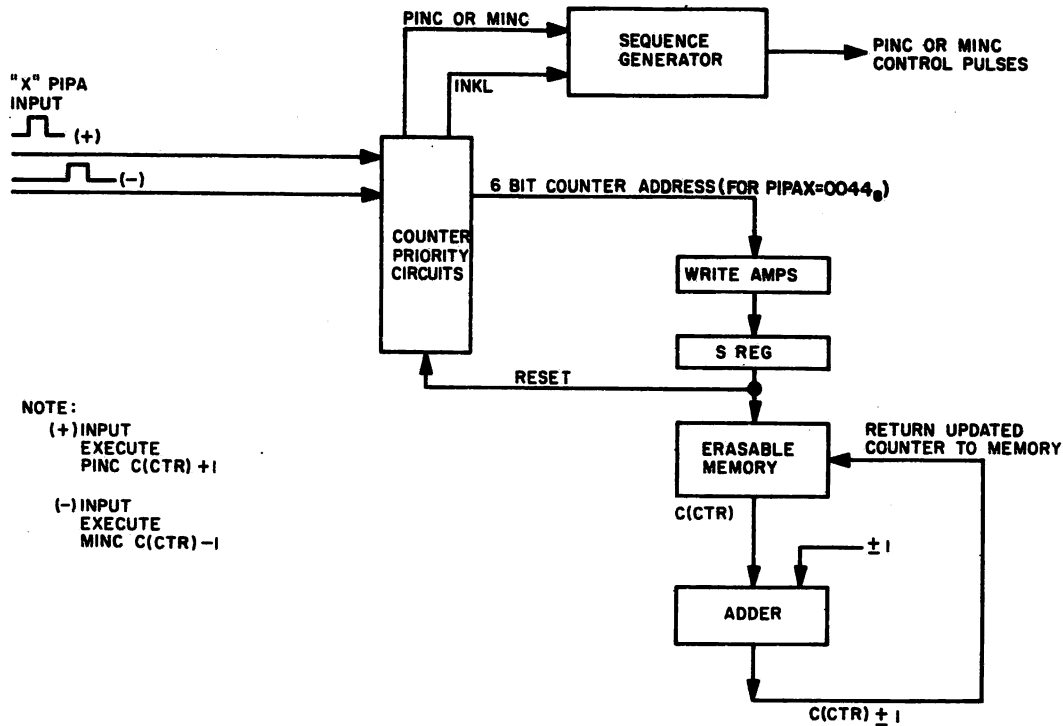 PINC OR MINC
SEQUENCE
GENERATOR
PINC OR MINC
CONTROL PULSES
INKL
"X" PIPA
INPUT
(+)
(-)
6 BIT COUNTER ADDRESS (FOR PIPAX=0044₈)
COUNTER
PRIORITY
CIRCUITS
WRITE AMPS
S REG
RESET
NOTE:
(+) INPUT
EXECUTE
PINC C(CTR)+1
(-) INPUT
EXECUTE
MINC C(CTR)-1
ERASABLE
MEMORY
RETURN UPDATED
COUNTER TO MEMORY
C(CTR)
±1
ADDER
C(CTR) ±1